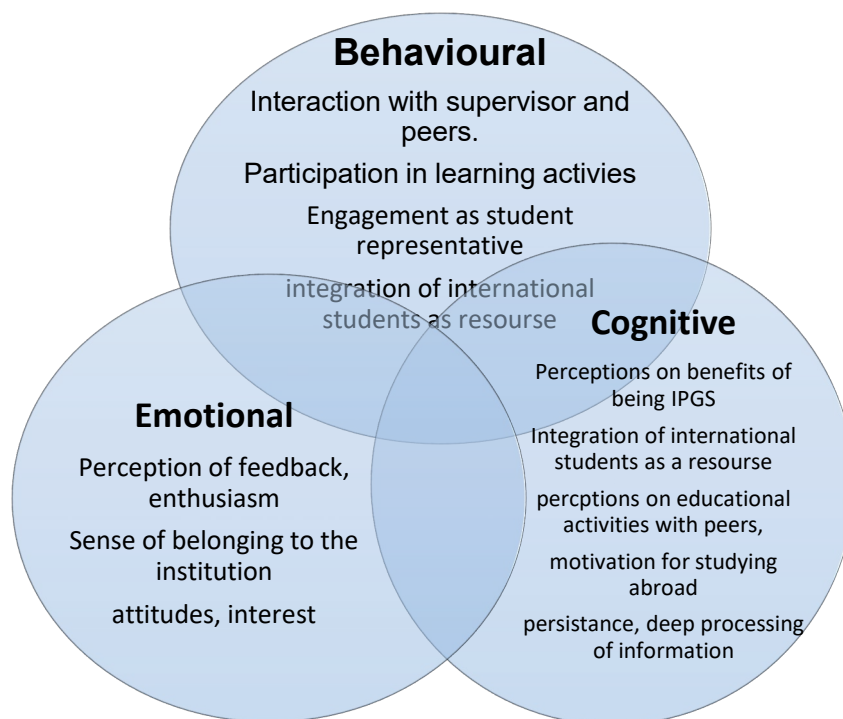 Behavioural
Interaction with supervisor and
peers.
Participation in learning activies
Engagement as student
representative
integration of international
students as resourse
Emotional
Perception of feedback,
enthusiasm
Sense of belonging to the
institution
attitudes, interest
Cognitive
Perceptions on benefits of
being IPGS
Integration of international
students as a resourse
percptions on educational
activities with peers,
motivation for studying
abroad
persistance, deep processing
of information